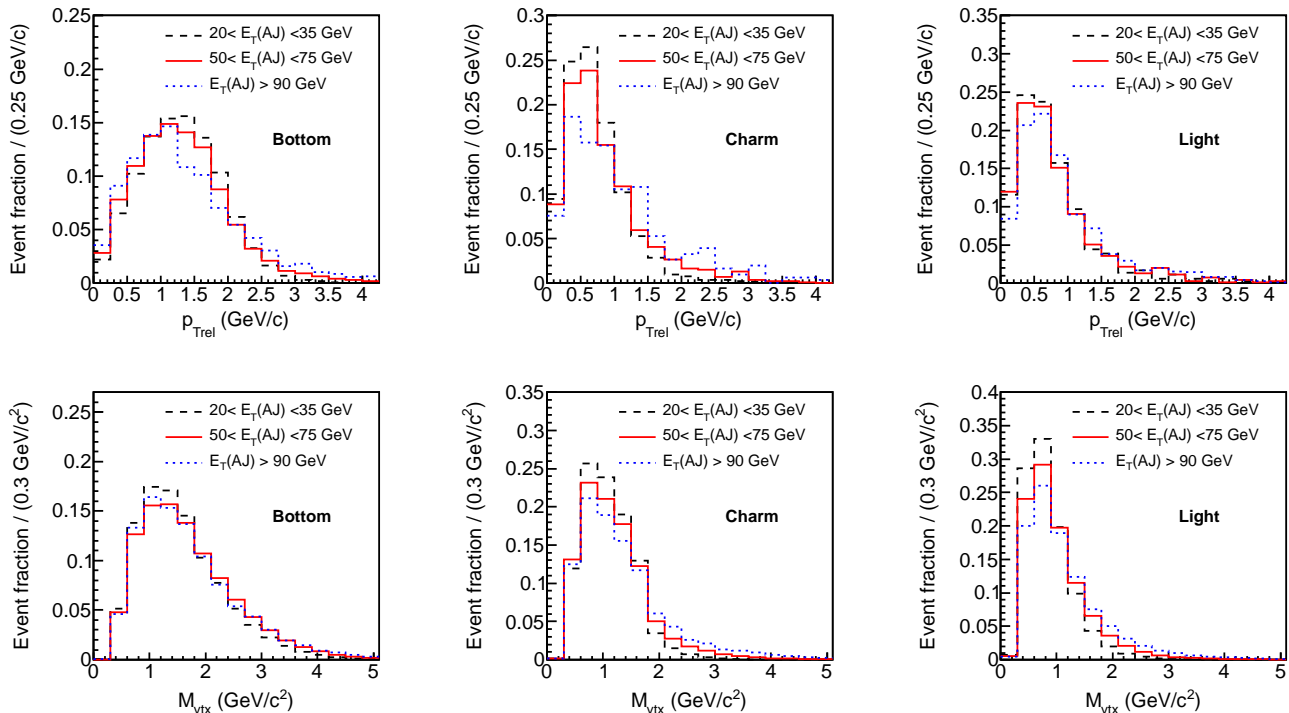 Event fraction / (0.25 GeV/c)
0.25
0.2
0.15
0.1
0.05
0
20< E_T(AJ) <35 GeV
50< E_T(AJ) <75 GeV
E_T(AJ) > 90 GeV
Bottom
0 0.5 1 1.5 2 2.5 3 3.5 4
p_Trel (GeV/c)
Event fraction / (0.25 GeV/c)
0.3
0.25
0.2
0.15
0.1
0.05
0
20< E_T(AJ) <35 GeV
50< E_T(AJ) <75 GeV
E_T(AJ) > 90 GeV
Charm
0 0.5 1 1.5 2 2.5 3 3.5 4
p_Trel (GeV/c)
Event fraction / (0.25 GeV/c)
0.35
0.3
0.25
0.2
0.15
0.1
0.05
0
20< E_T(AJ) <35 GeV
50< E_T(AJ) <75 GeV
E_T(AJ) > 90 GeV
Light
0 0.5 1 1.5 2 2.5 3 3.5 4
p_Trel (GeV/c)
Event fraction / (0.3 GeV/c²)
0.25
0.2
0.15
0.1
0.05
0
20< E_T(AJ) <35 GeV
50< E_T(AJ) <75 GeV
E_T(AJ) > 90 GeV
Bottom
0 1 2 3 4 5
M_vtx (GeV/c²)
Event fraction / (0.3 GeV/c²)
0.35
0.3
0.25
0.2
0.15
0.1
0.05
0
20< E_T(AJ) <35 GeV
50< E_T(AJ) <75 GeV
E_T(AJ) > 90 GeV
Charm
0 1 2 3 4 5
M_vtx (GeV/c²)
Event fraction / (0.3 GeV/c²)
0.4
0.35
0.3
0.25
0.2
0.15
0.1
0.05
0
20< E_T(AJ) <35 GeV
50< E_T(AJ) <75 GeV
E_T(AJ) > 90 GeV
Light
0 1 2 3 4 5
M_vtx (GeV/c²)